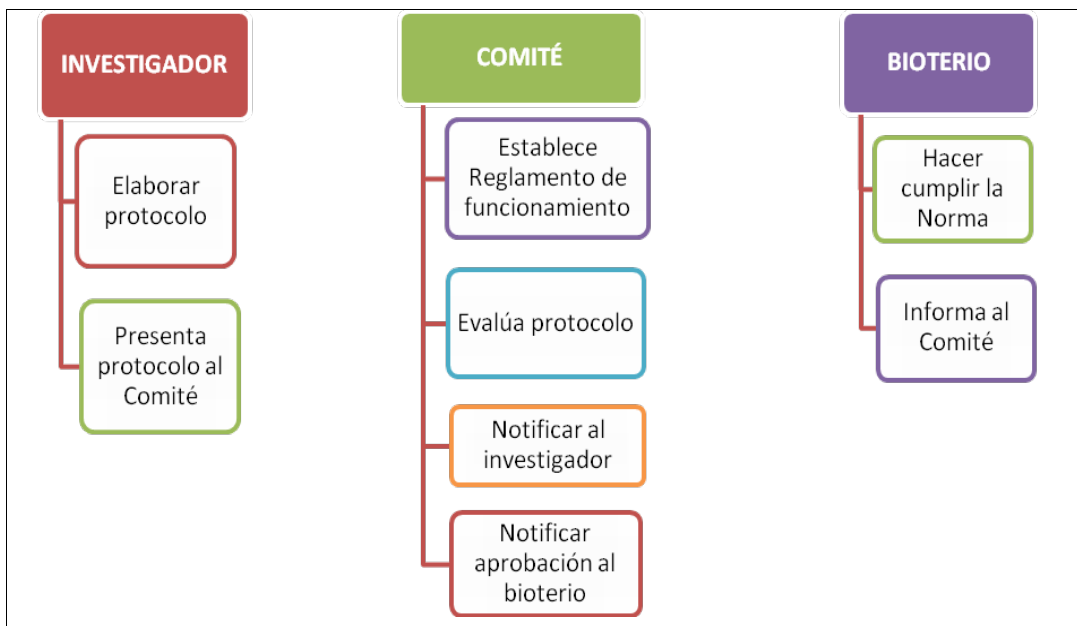 INVESTIGADOR
Elaborar
protocolo
Presenta
protocolo al
Comité
COMITÉ
Establece
Reglamento de
funcionamiento
Evalúa protocolo
Notificar al
investigador
Notificar
aprobación al
bioterio
BIOTERIO
Hacer
cumplir la
Norma
Informa al
Comité